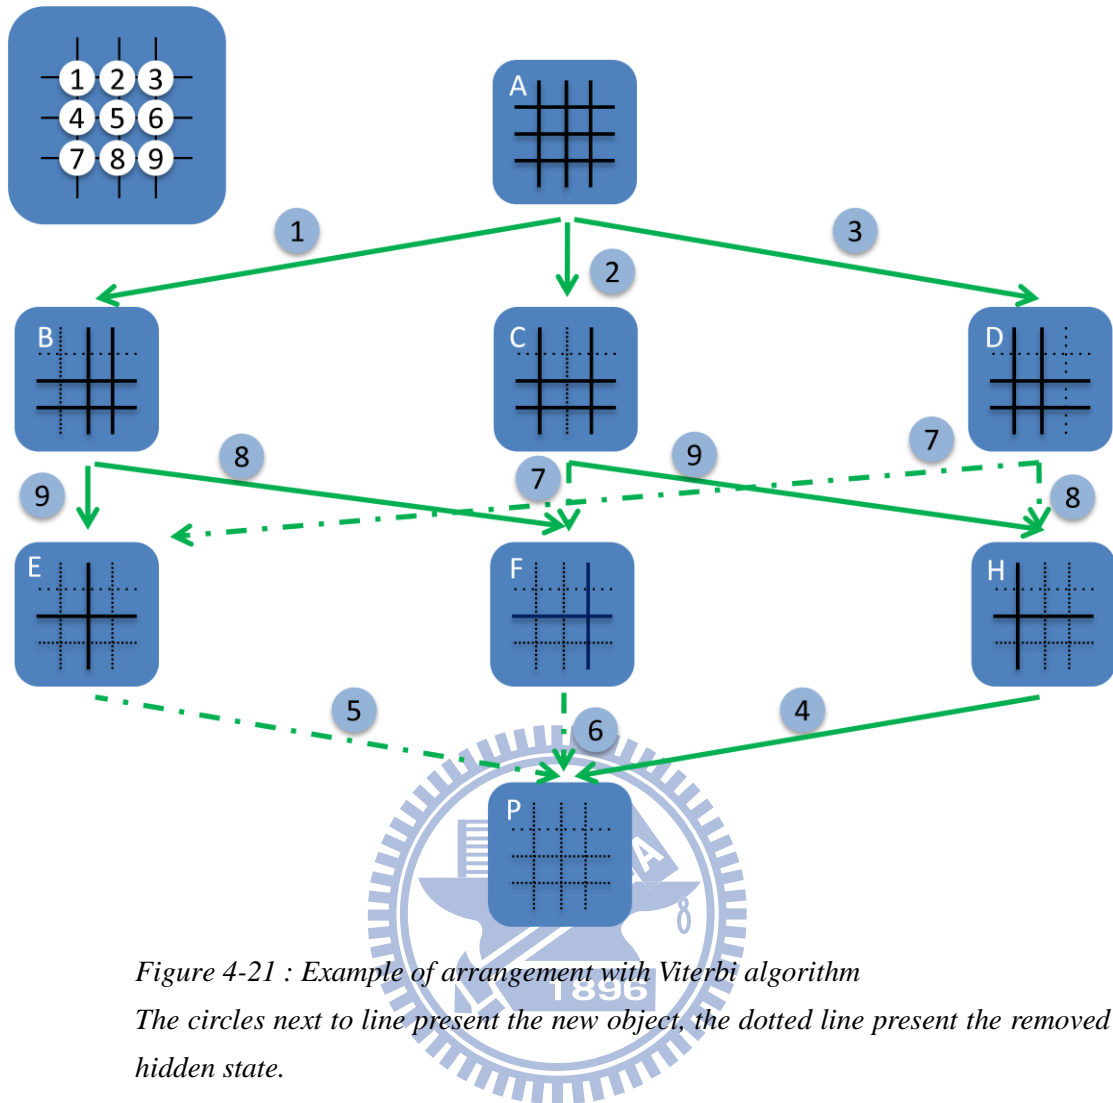 1 2 3
4 5 6
7 8 9
A
1
2
3
B
C
D
8
7
9
7
9
8
E
F
H
5
6
4
P
A
1896
Figure 4-21 : Example of arrangement with Viterbi algorithm
The circles next to line present the new object, the dotted line present the removed
hidden state.